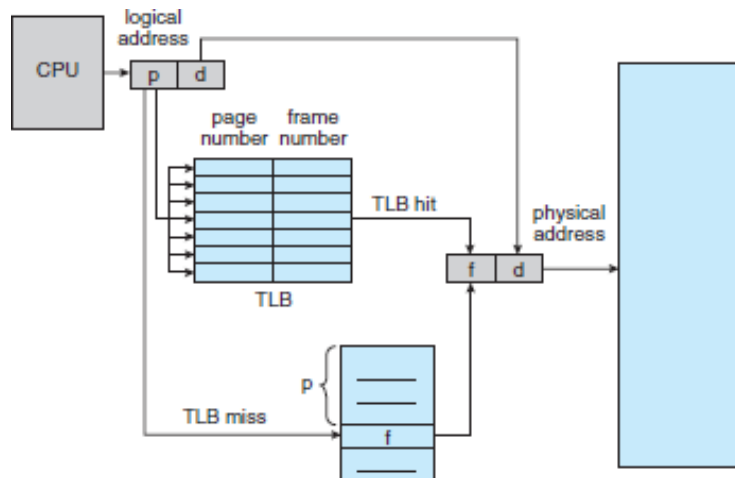 logical
address
CPU
p d
page
number
frame
number
TLB hit
physical
address
f d
TLB
p
TLB miss
f